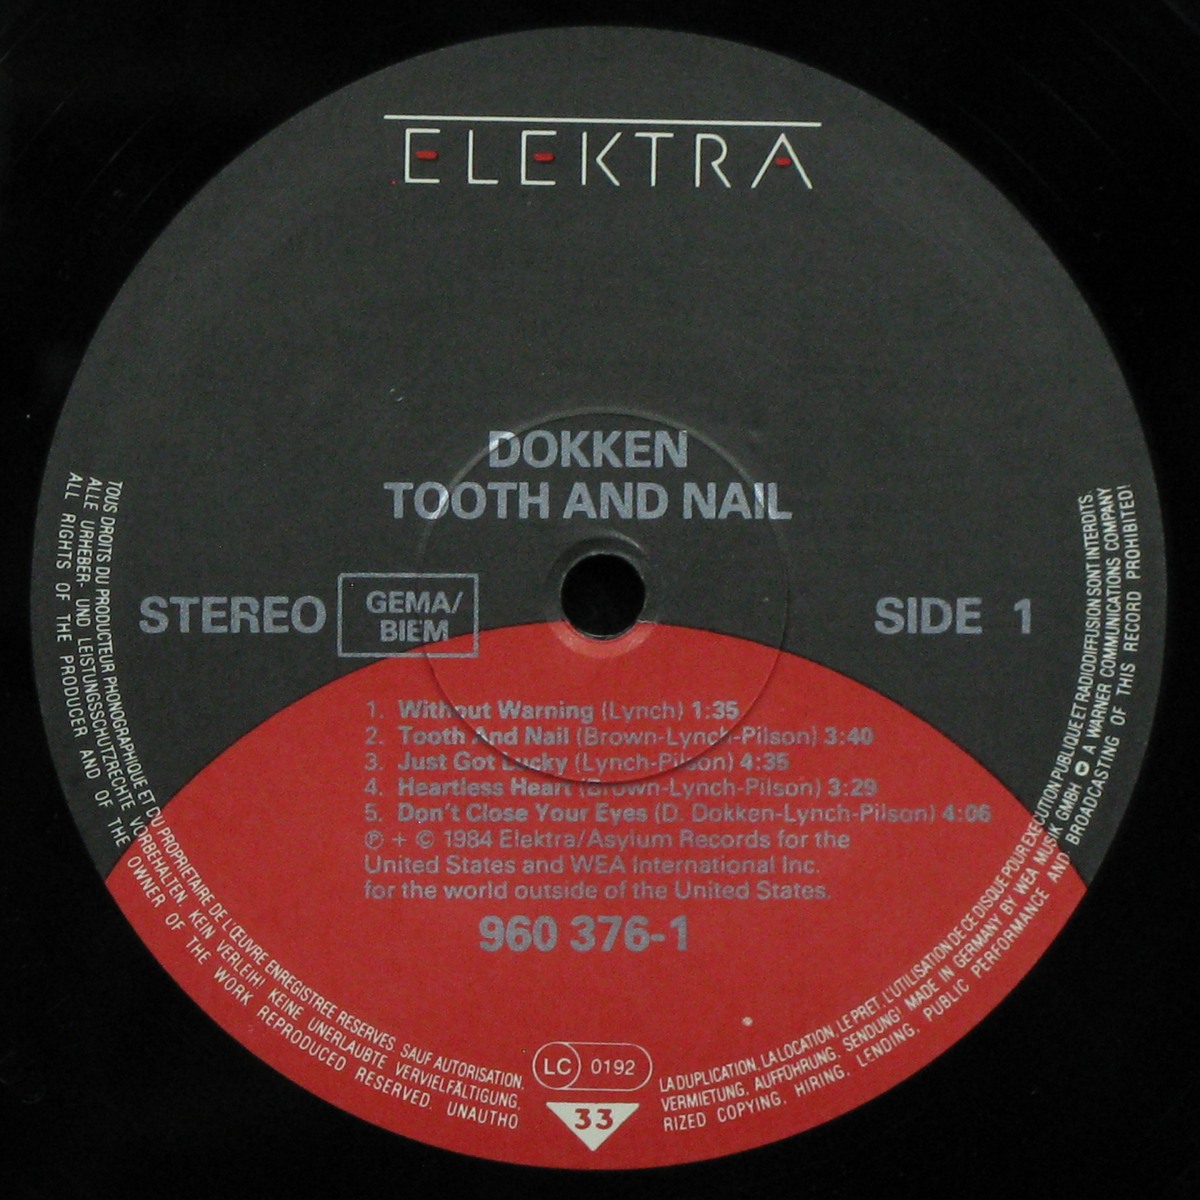 ELEKTRA
DOKKEN
TOOTH AND NAIL
STEREO
GEMA/
BIEM
SIDE 1
1. Without Warning (Lynch) 1:35
2. Tooth And Nail (Brown-Lynch-Pilson) 3:40
3. Just Got Lucky (Lynch-Pilson) 4:35
4. Heartless Heart (Brown-Lynch-Pilson) 3:29
5. Don't Close Your Eyes (D. Dokken-Lynch-Pilson) 4:06
℗ + © 1984 Elektra/Asylum Records for the
United States and WEA International Inc.
for the world outside of the United States.
960 376-1
LC 0192
33
TOUS DROITS DU PRODUCTEUR PHONOGRAPHIQUE ET DU PROPRIETAIRE DE L'ŒUVRE ENREGISTREE RESERVES. SAUF AUTORISATION, LA DUPLICATION, LA LOCATION, LE PRET, L'UTILISATION DE CE DISQUE POUR EXECUTION PUBLIQUE ET RADIODIFFUSION SONT INTERDITS.
ALLE URHEBER- UND LEISTUNGSSCHUTZRECHTE VORBEHALTEN. KEIN VERLEIH! KEINE UNERLAUBTE VERVIELFÄLTIGUNG, VERMIETUNG, AUFFÜHRUNG, SENDUNG! MADE IN GERMANY BY WEA MUSIK GMBH A WARNER COMMUNICATIONS COMPANY
ALL RIGHTS OF THE PRODUCER AND OF THE OWNER OF THE WORK REPRODUCED RESERVED. UNAUTHORIZED COPYING, HIRING, LENDING, PUBLIC PERFORMANCE AND BROADCASTING OF THIS RECORD PROHIBITED!